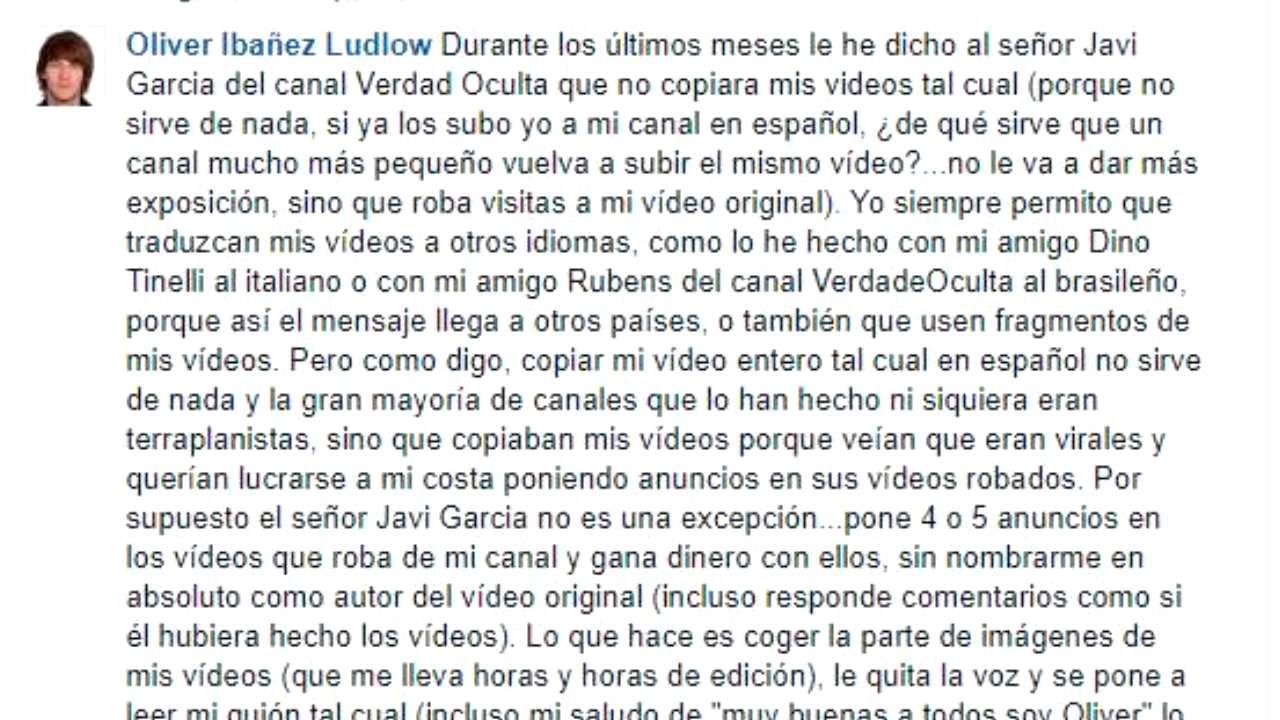 Oliver Ibañez Ludlow Durante los últimos meses le he dicho al señor Javi
Garcia del canal Verdad Oculta que no copiara mis videos tal cual (porque no
sirve de nada, si ya los subo yo a mi canal en español, ¿de qué sirve que un
canal mucho más pequeño vuelva a subir el mismo vídeo?...no le va a dar más
exposición, sino que roba visitas a mi vídeo original). Yo siempre permito que
traduzcan mis vídeos a otros idiomas, como lo he hecho con mi amigo Dino
Tinelli al italiano o con mi amigo Rubens del canal VerdadeOculta al brasileño,
porque así el mensaje llega a otros países, o también que usen fragmentos de
mis vídeos. Pero como digo, copiar mi vídeo entero tal cual en español no sirve
de nada y la gran mayoría de canales que lo han hecho ni siquiera eran
terraplanistas, sino que copiaban mis vídeos porque veían que eran virales y
querían lucrarse a mi costa poniendo anuncios en sus vídeos robados. Por
supuesto el señor Javi Garcia no es una excepción...pone 4 o 5 anuncios en
los vídeos que roba de mi canal y gana dinero con ellos, sin nombrarme en
absoluto como autor del vídeo original (incluso responde comentarios como si
él hubiera hecho los vídeos). Lo que hace es coger la parte de imágenes de
mis vídeos (que me lleva horas y horas de edición), le quita la voz y se pone a
leer mi guión tal cual (incluso mi saludo de "muy buenas a todos soy Oliver" lo